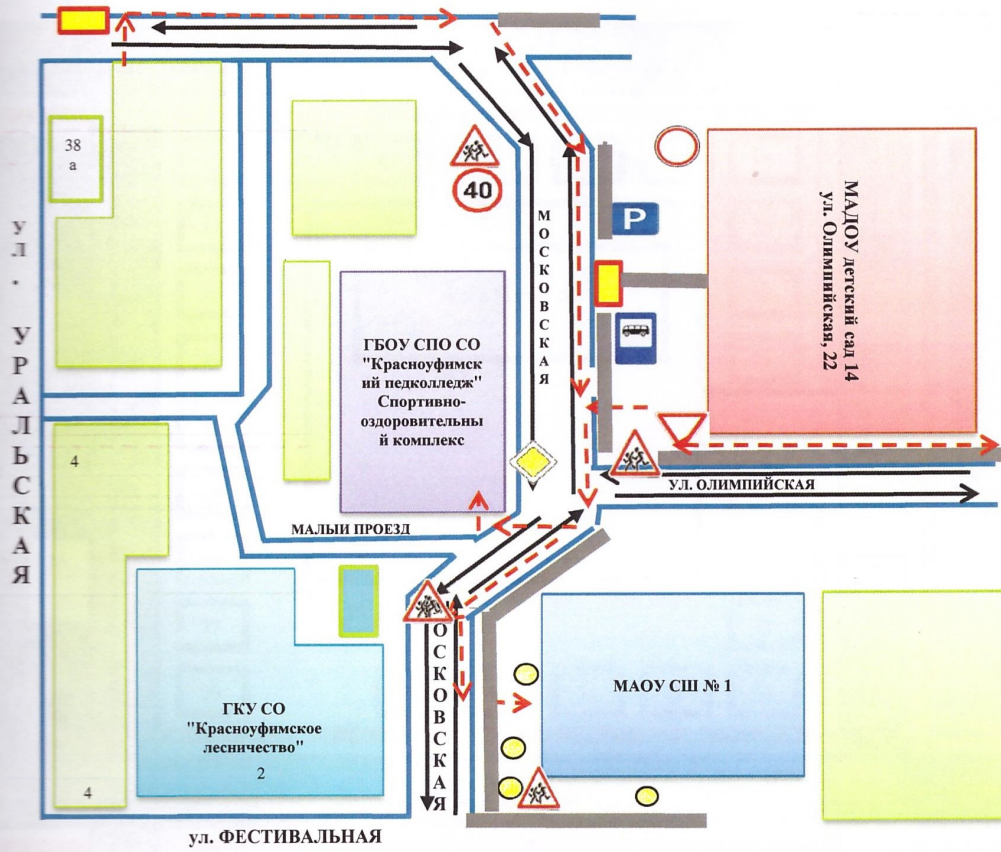 38
а
УЛ. УРАЛЬСКАЯ
40
МОСКОВСКАЯ
P
МАДОУ детский сад 14
ул. Олимпийская, 22
ГБОУ СПО СО
"Красноуфимск
ий педколледж"
Спортивно-
оздоровительны
й комплекс
4
УЛ. ОЛИМПИЙСКАЯ
МАЛЫИ ПРОЕЗД
ОСКОВСКАЯ
МАОУ СШ № 1
ГКУ СО
"Красноуфимское
лесничество"
2
4
ул. ФЕСТИВАЛЬНАЯ